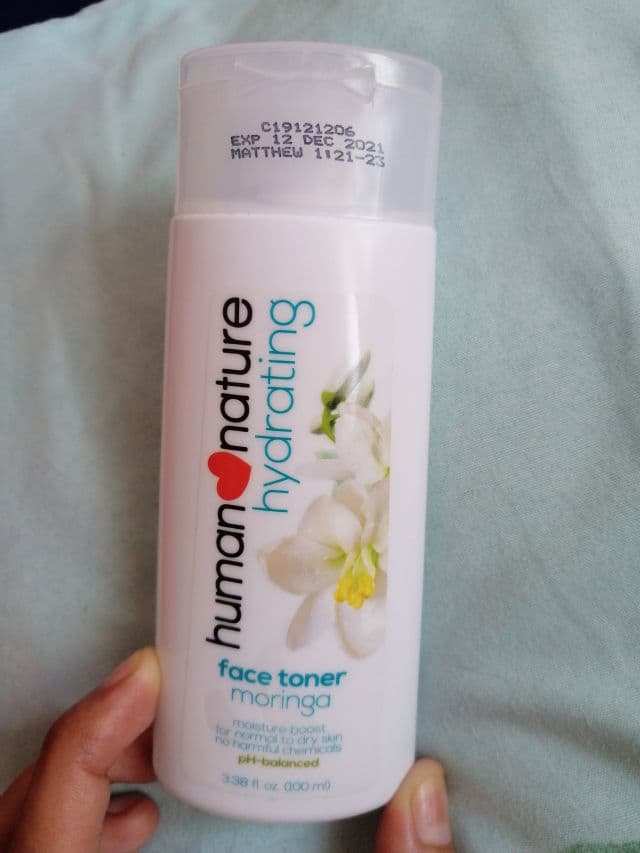 C19121206
EXP 12 DEC 2021
MATTHEW 1:21-23
human nature
hydrating
face toner
moringa
moisture boost
for normal to dry skin
no harmful chemicals
pH-balanced
3.38 fl oz. (100 ml)